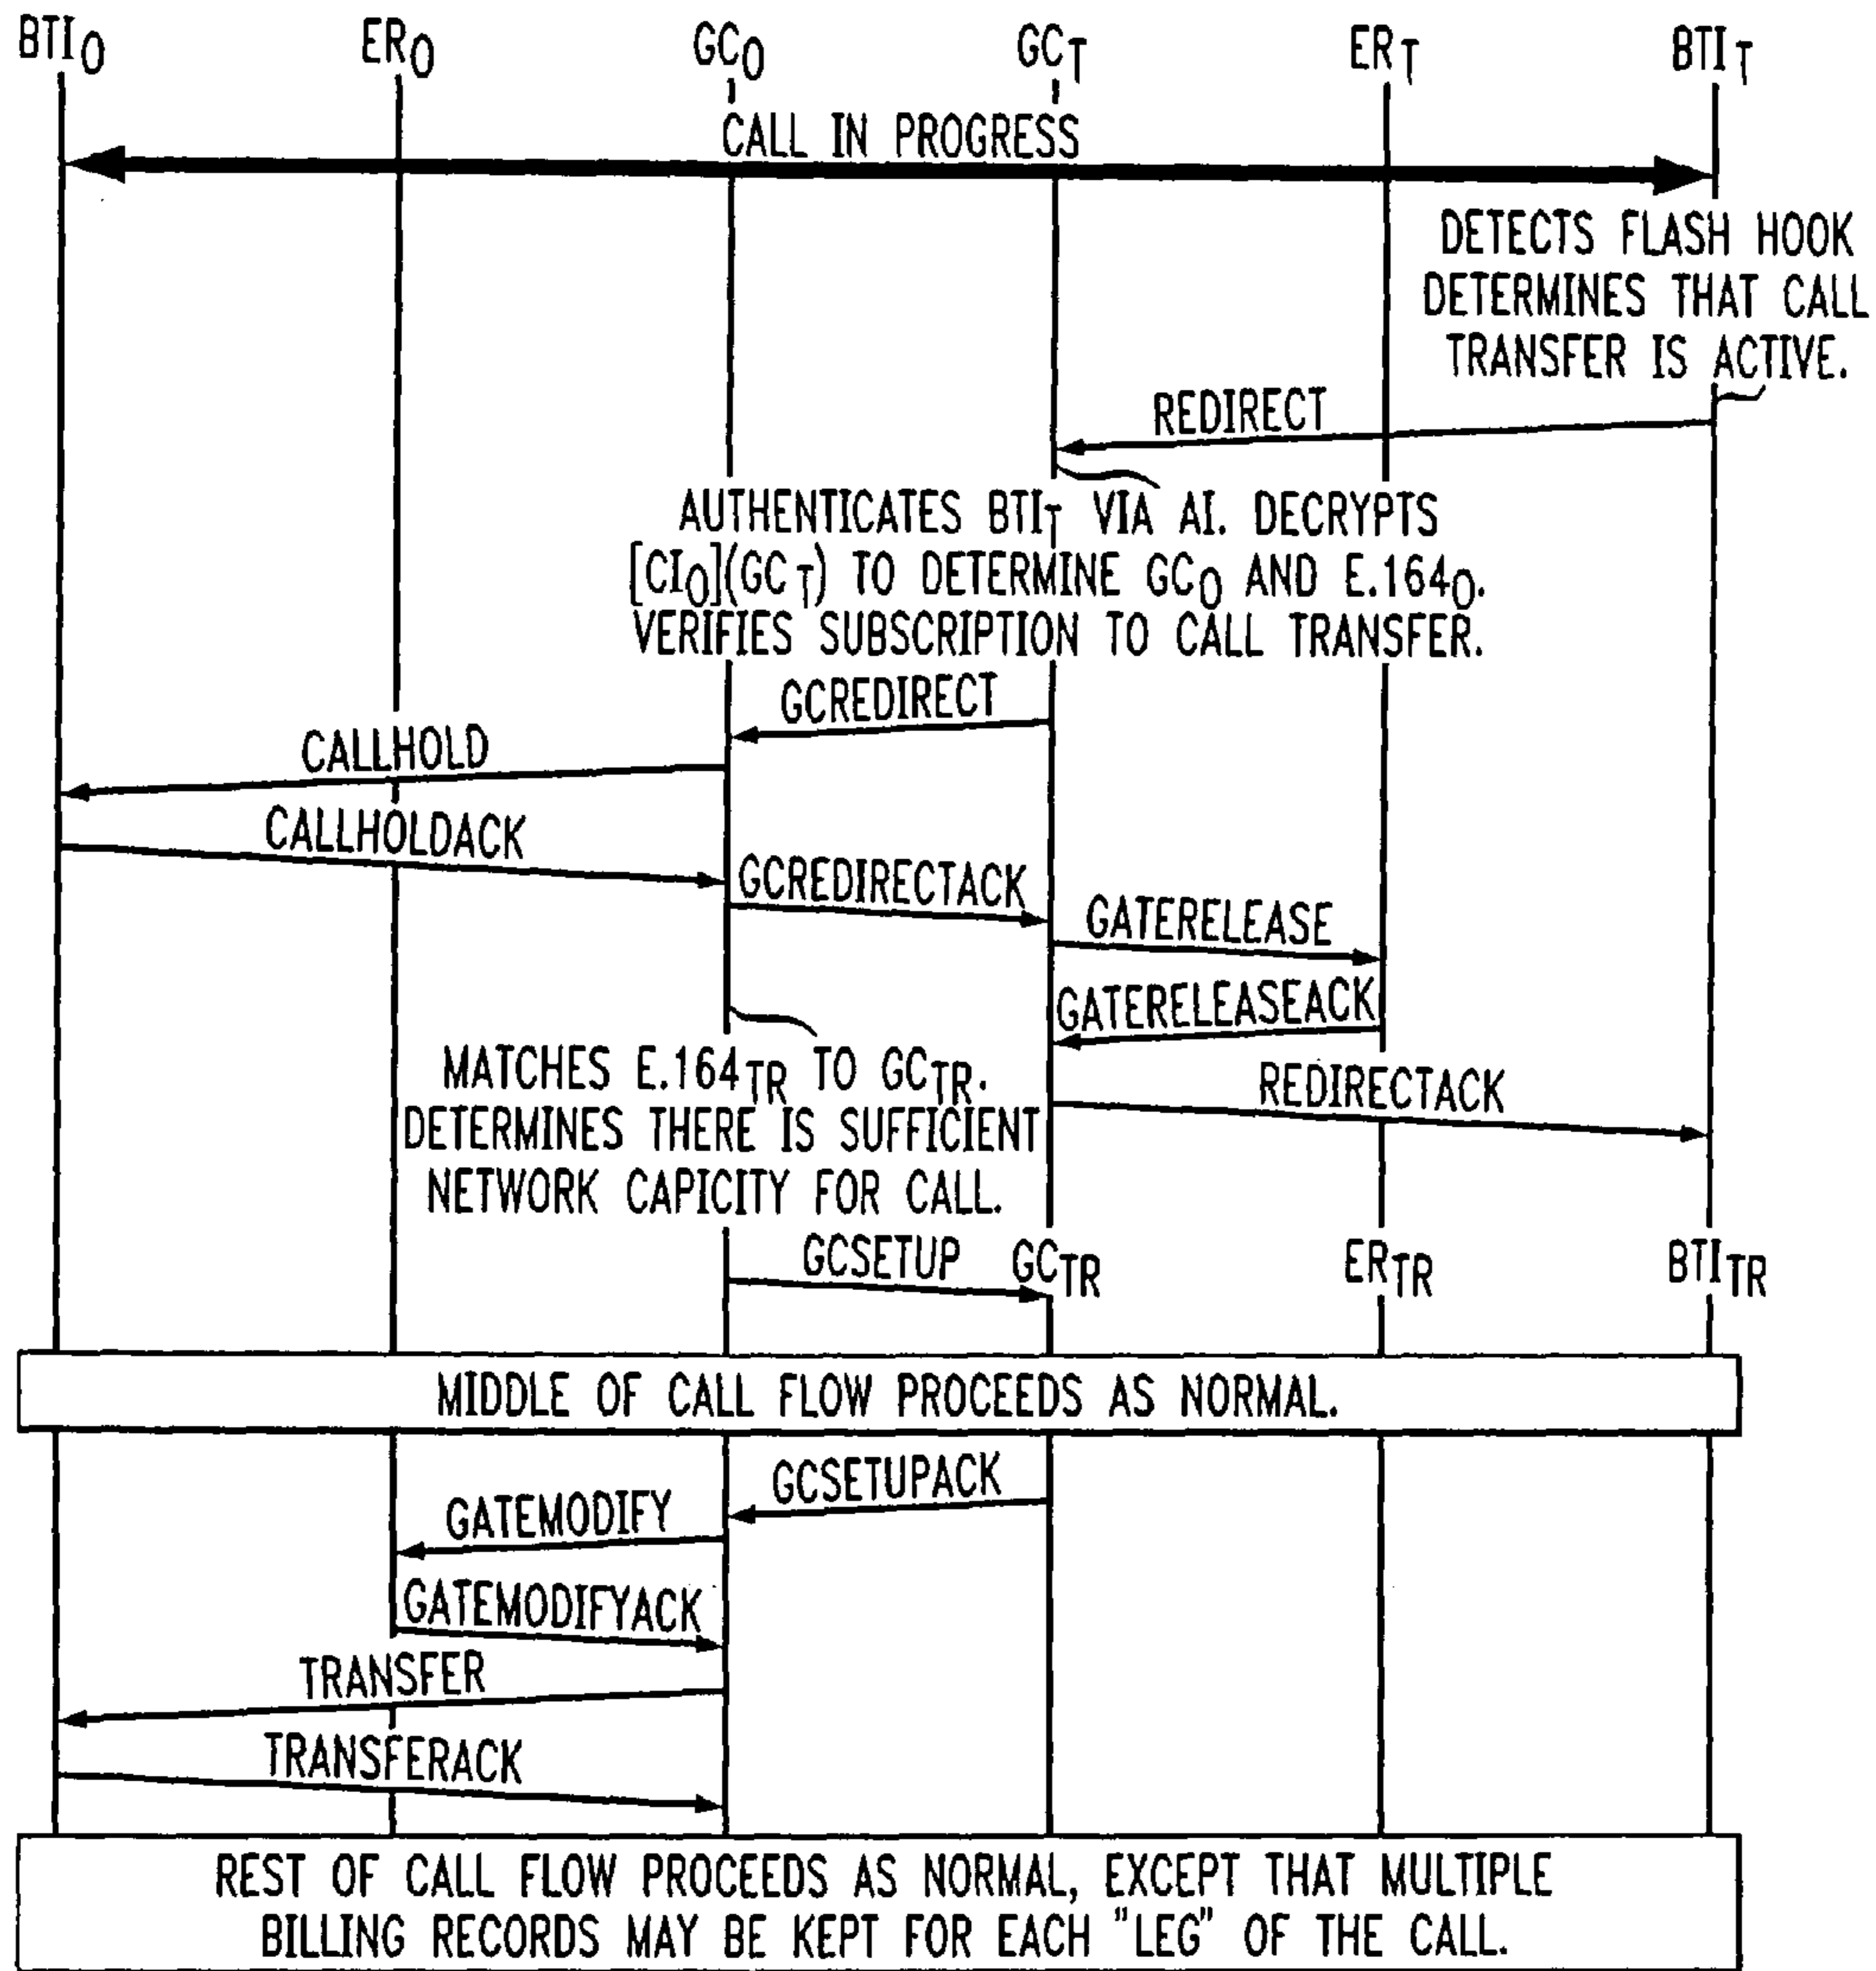 BTIO ERO GCO GCT ERT BTIT
CALL IN PROGRESS
DETECTS FLASH HOOK
DETERMINES THAT CALL
TRANSFER IS ACTIVE.
REDIRECT
AUTHENTICATES BTIT VIA AI. DECRYPTS
[CIO](GCT) TO DETERMINE GCO AND E.164O.
VERIFIES SUBSCRIPTION TO CALL TRANSFER.
GCREDIRECT
CALLHOLD
CALLHOLDACK
GCREDIRECTACK
GATERELEASE
GATERELEASEACK
MATCHES E.164TR TO GCTR.
DETERMINES THERE IS SUFFICIENT
NETWORK CAPICITY FOR CALL.
REDIRECTACK
GCSETUP GCTR ERTR BTITR
MIDDLE OF CALL FLOW PROCEEDS AS NORMAL.
GCSETUPACK
GATEMODIFY
GATEMODIFYACK
TRANSFER
TRANSFERACK
REST OF CALL FLOW PROCEEDS AS NORMAL, EXCEPT THAT MULTIPLE
BILLING RECORDS MAY BE KEPT FOR EACH "LEG" OF THE CALL.